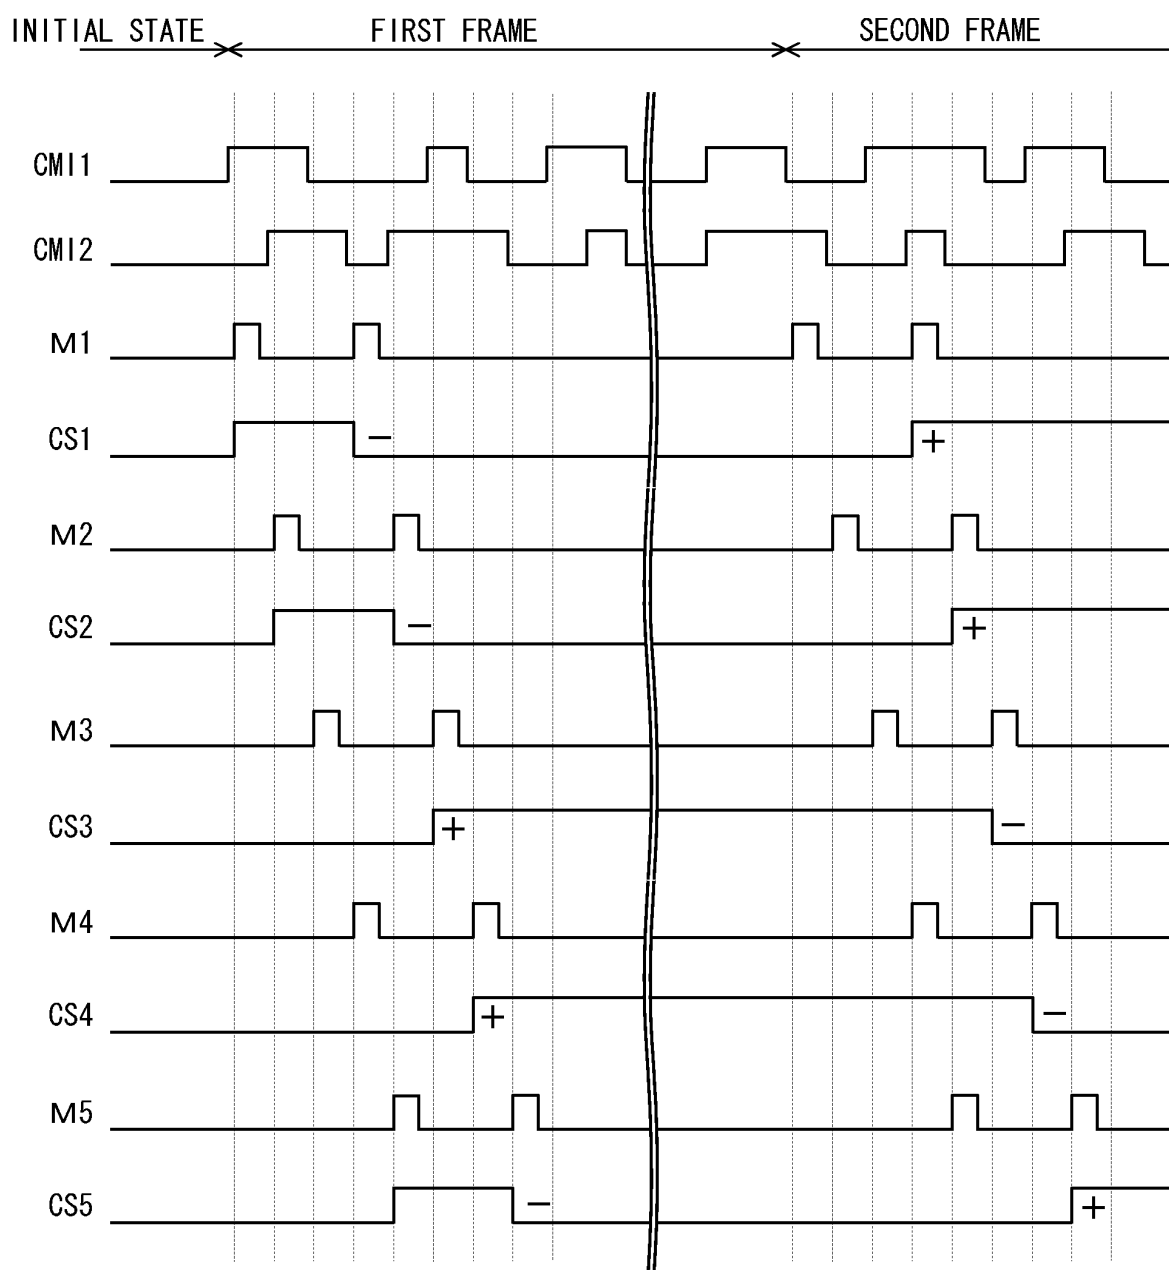 INITIAL STATE FIRST FRAME SECOND FRAME
CMI1
CMI2
M1
CS1 − +
M2
CS2 − +
M3
CS3 + −
M4
CS4 + −
M5
CS5 − +